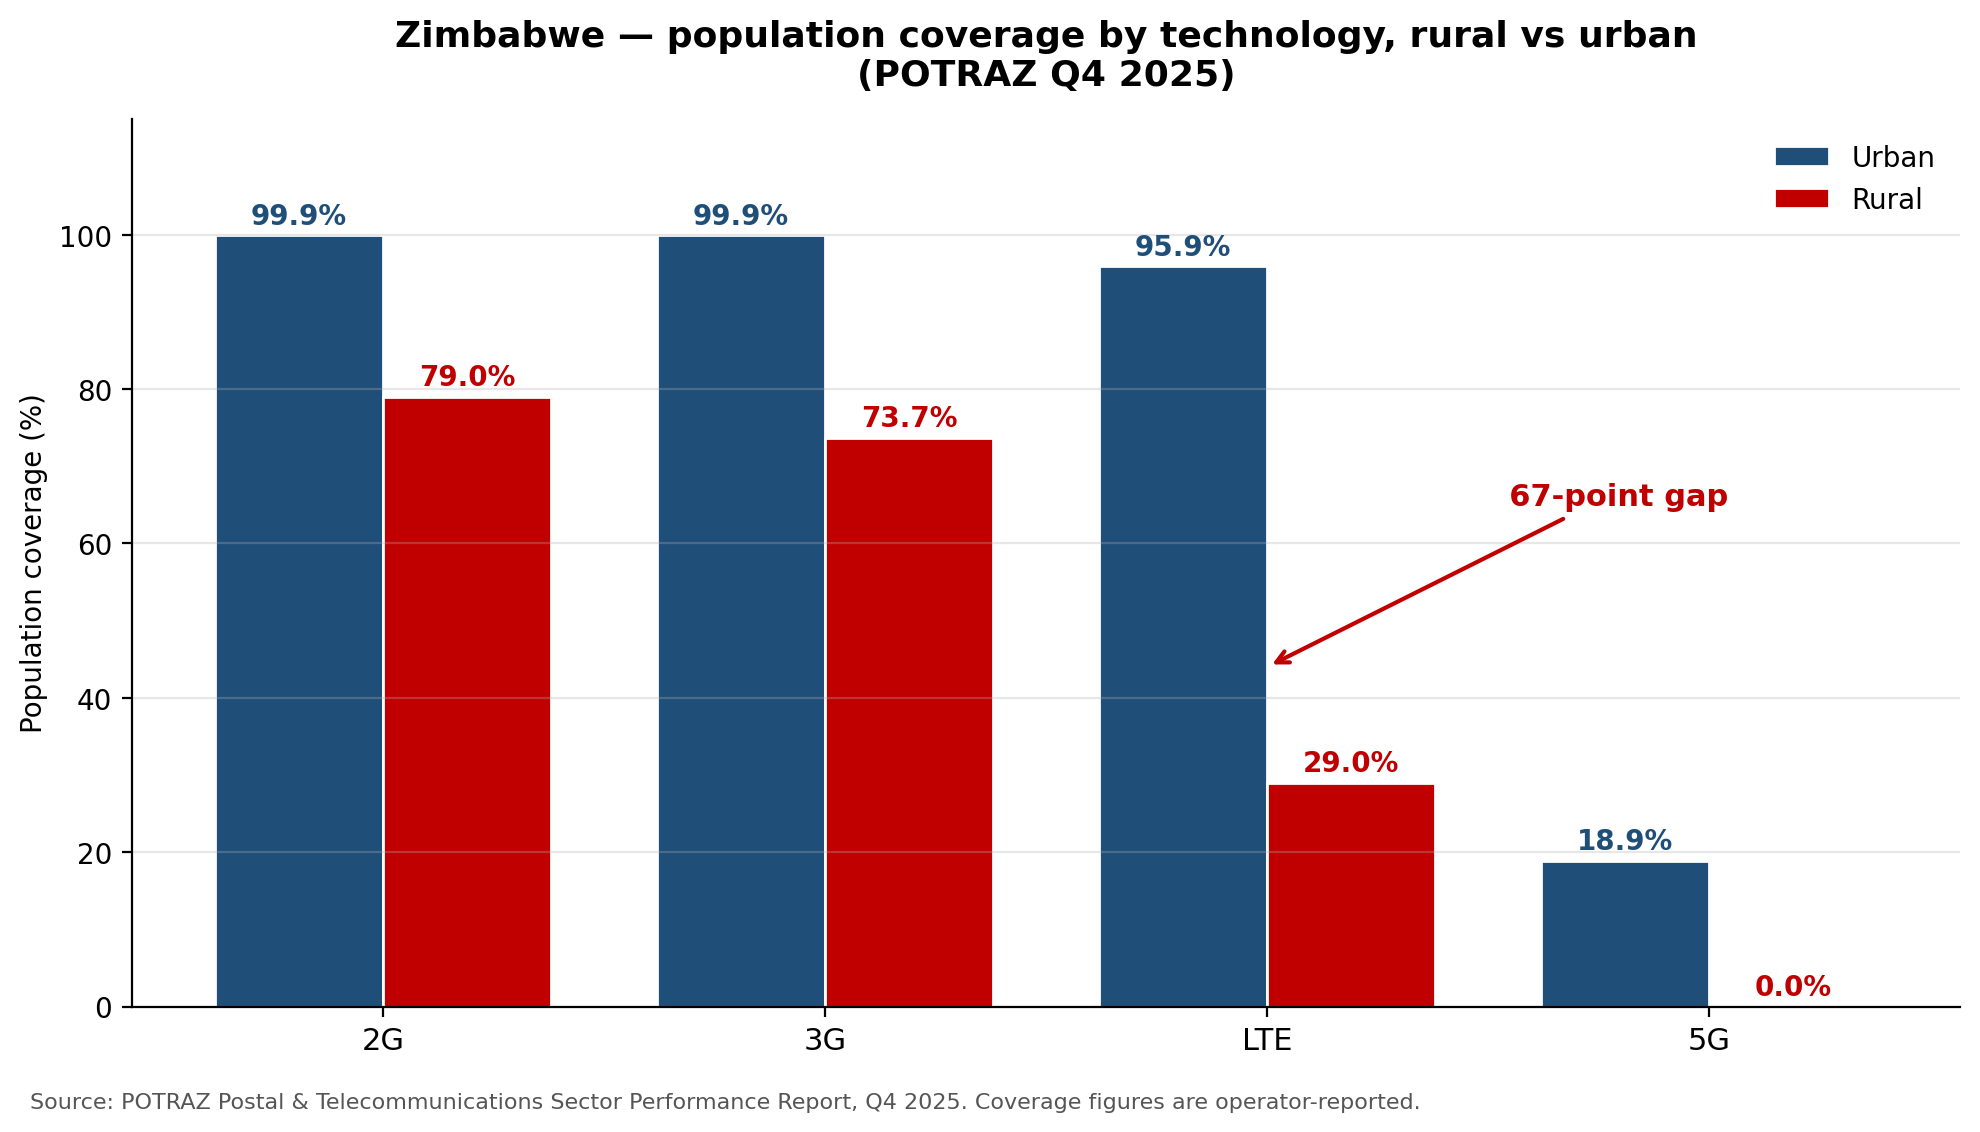 Zimbabwe — population coverage by technology, rural vs urban
(POTRAZ Q4 2025)
Urban
Rural
Population coverage (%)
100
80
60
40
20
0
99.9%
79.0%
99.9%
73.7%
95.9%
29.0%
67-point gap
18.9%
0.0%
2G
3G
LTE
5G
Source: POTRAZ Postal & Telecommunications Sector Performance Report, Q4 2025. Coverage figures are operator-reported.